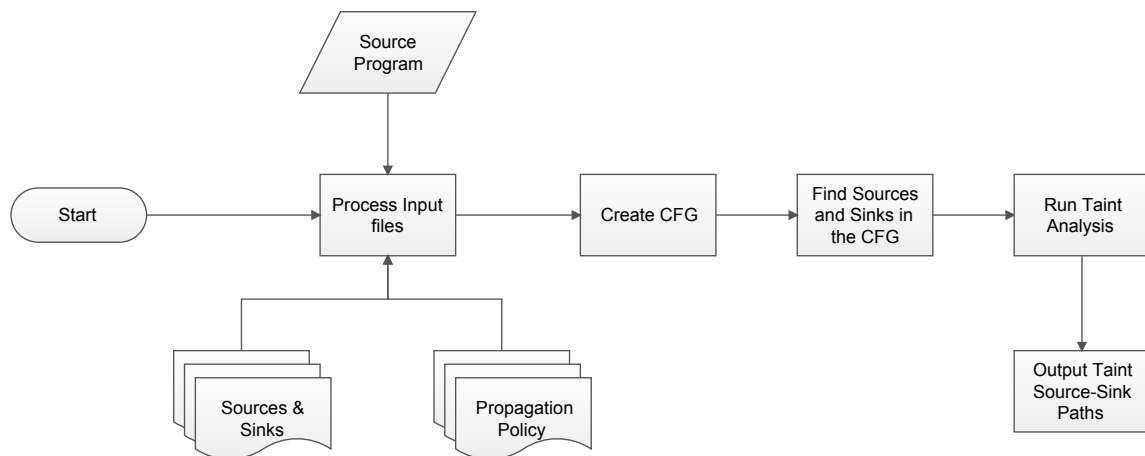 Source
Program
Start
Process Input
files
Create CFG
Find Sources
and Sinks in
the CFG
Run Taint
Analysis
Sources &
Sinks
Propagation
Policy
Output Taint
Source-Sink
Paths